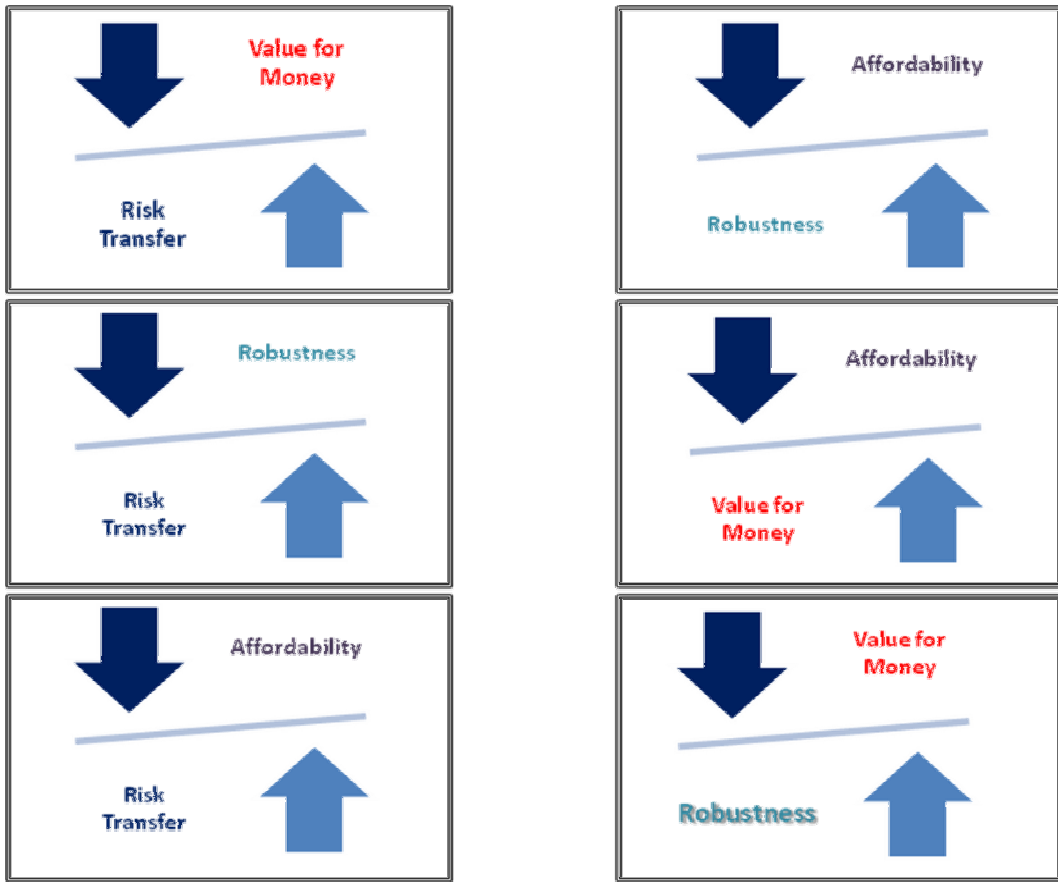 Value for
Money
Risk
Transfer
Affordability
Robustness
Robustness
Risk
Transfer
Affordability
Value for
Money
Affordability
Risk
Transfer
Value for
Money
Robustness